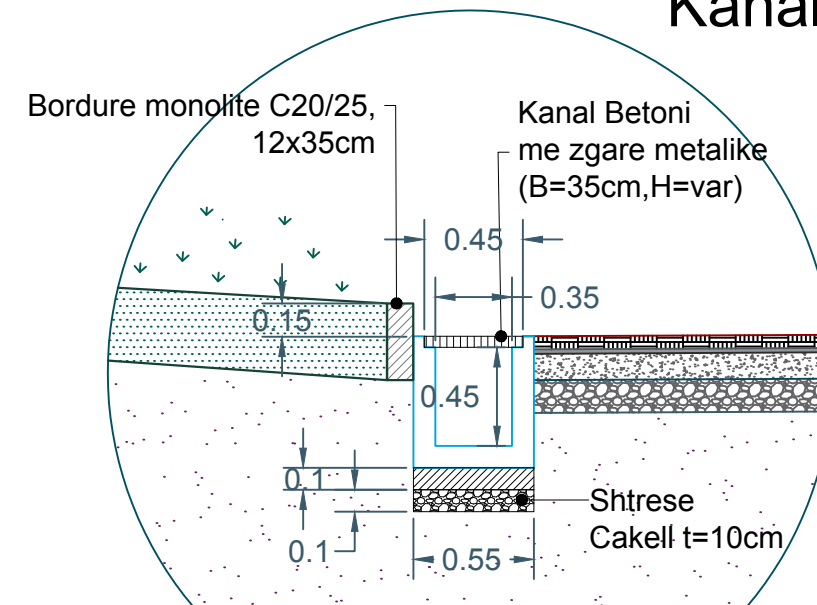 Kanal
Bordure monolite C20/25,
12x35cm
Kanal Betoni
me zgare metalike
(B=35cm,H=var)
0.45
0.35
0.15
0.45
0.1
0.1
0.55
Shtrese
Cakell t=10cm